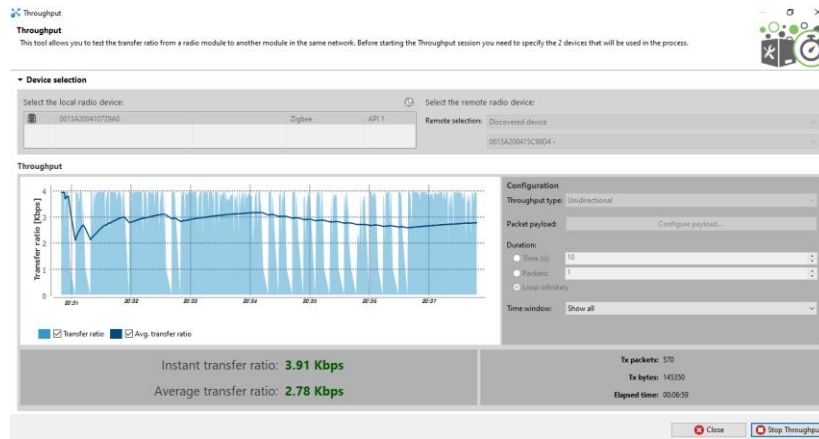 Throughput
Throughput
This tool allows you to test the transfer ratio from a radio module to another module in the same network. Before starting the Throughput session you need to specify the 2 devices that will be used in the process.
Device selection
Select the local radio device:
0013A200410729A0 Zigbee API 1
Select the remote radio device:
Remote selection: Discovered device
0013A200415C98D4 -
Throughput
Transfer ratio [Kbps]
4
3
2
1
0
20:31 20:32 20:33 20:34 20:35 20:36 20:37
Transfer ratio Avg. transfer ratio
Configuration
Throughput type: Unidirectional
Packet payload: Configure payload...
Duration:
Time (s): 10
Packets: 1
Loop infinitely
Time window: Show all
Instant transfer ratio: 3.91 Kbps
Average transfer ratio: 2.78 Kbps
Tx packets: 570
Tx bytes: 145350
Elapsed time: 00:06:59
Close Stop Throughpu